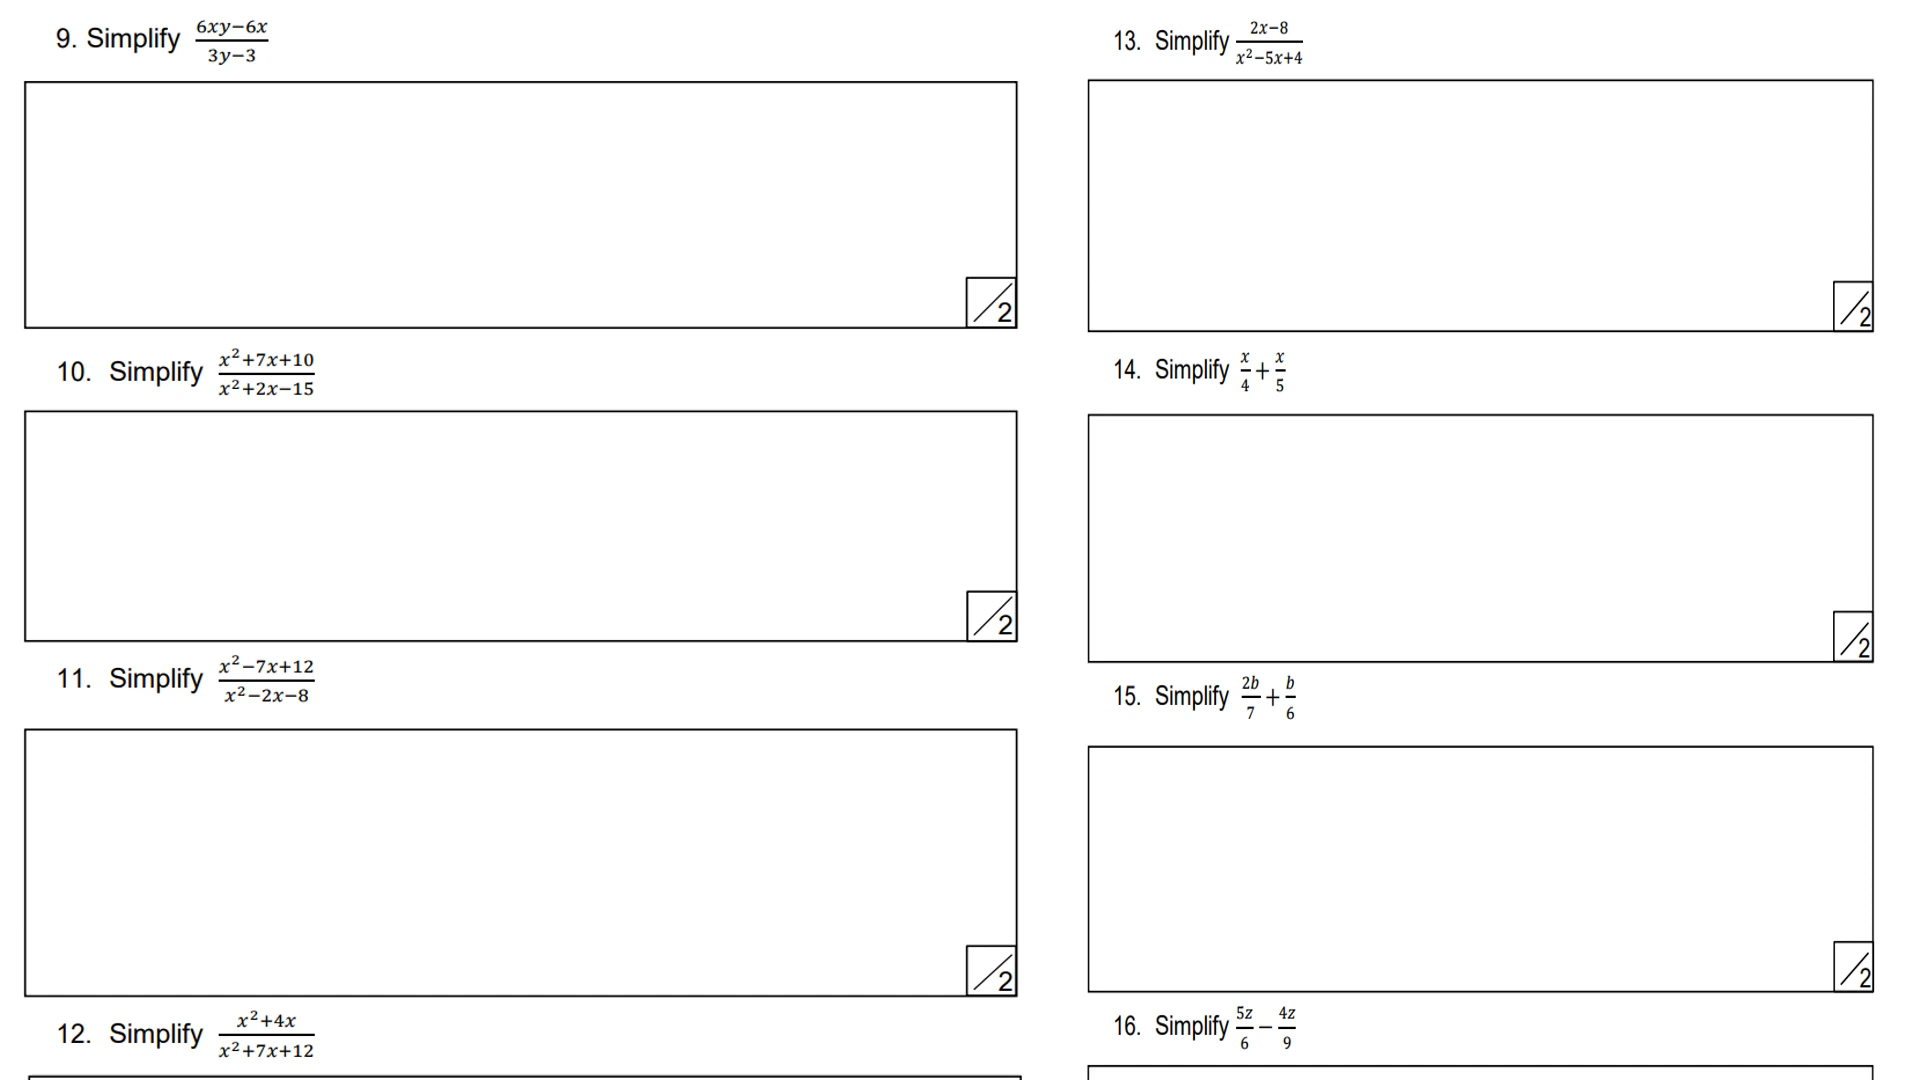 9. Simplify (6xy−6x)/(3y−3)
/2
10. Simplify (x²+7x+10)/(x²+2x−15)
/2
11. Simplify (x²−7x+12)/(x²−2x−8)
/2
12. Simplify (x²+4x)/(x²+7x+12)
13. Simplify (2x−8)/(x²−5x+4)
/2
14. Simplify x/4 + x/5
/2
15. Simplify 2b/7 + b/6
/2
16. Simplify 5z/6 − 4z/9